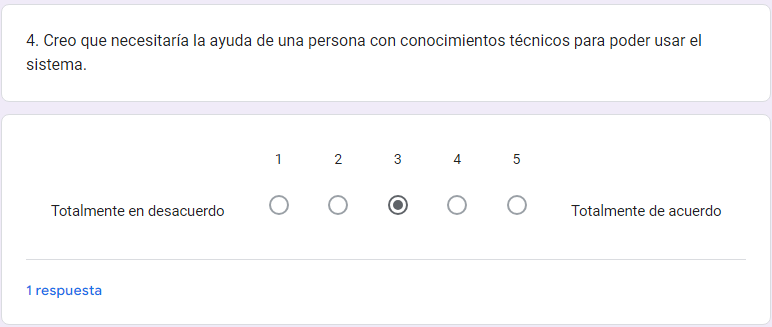 4. Creo que necesitaría la ayuda de una persona con conocimientos técnicos para poder usar el
sistema.
1 2 3 4 5
Totalmente en desacuerdo Totalmente de acuerdo
1 respuesta